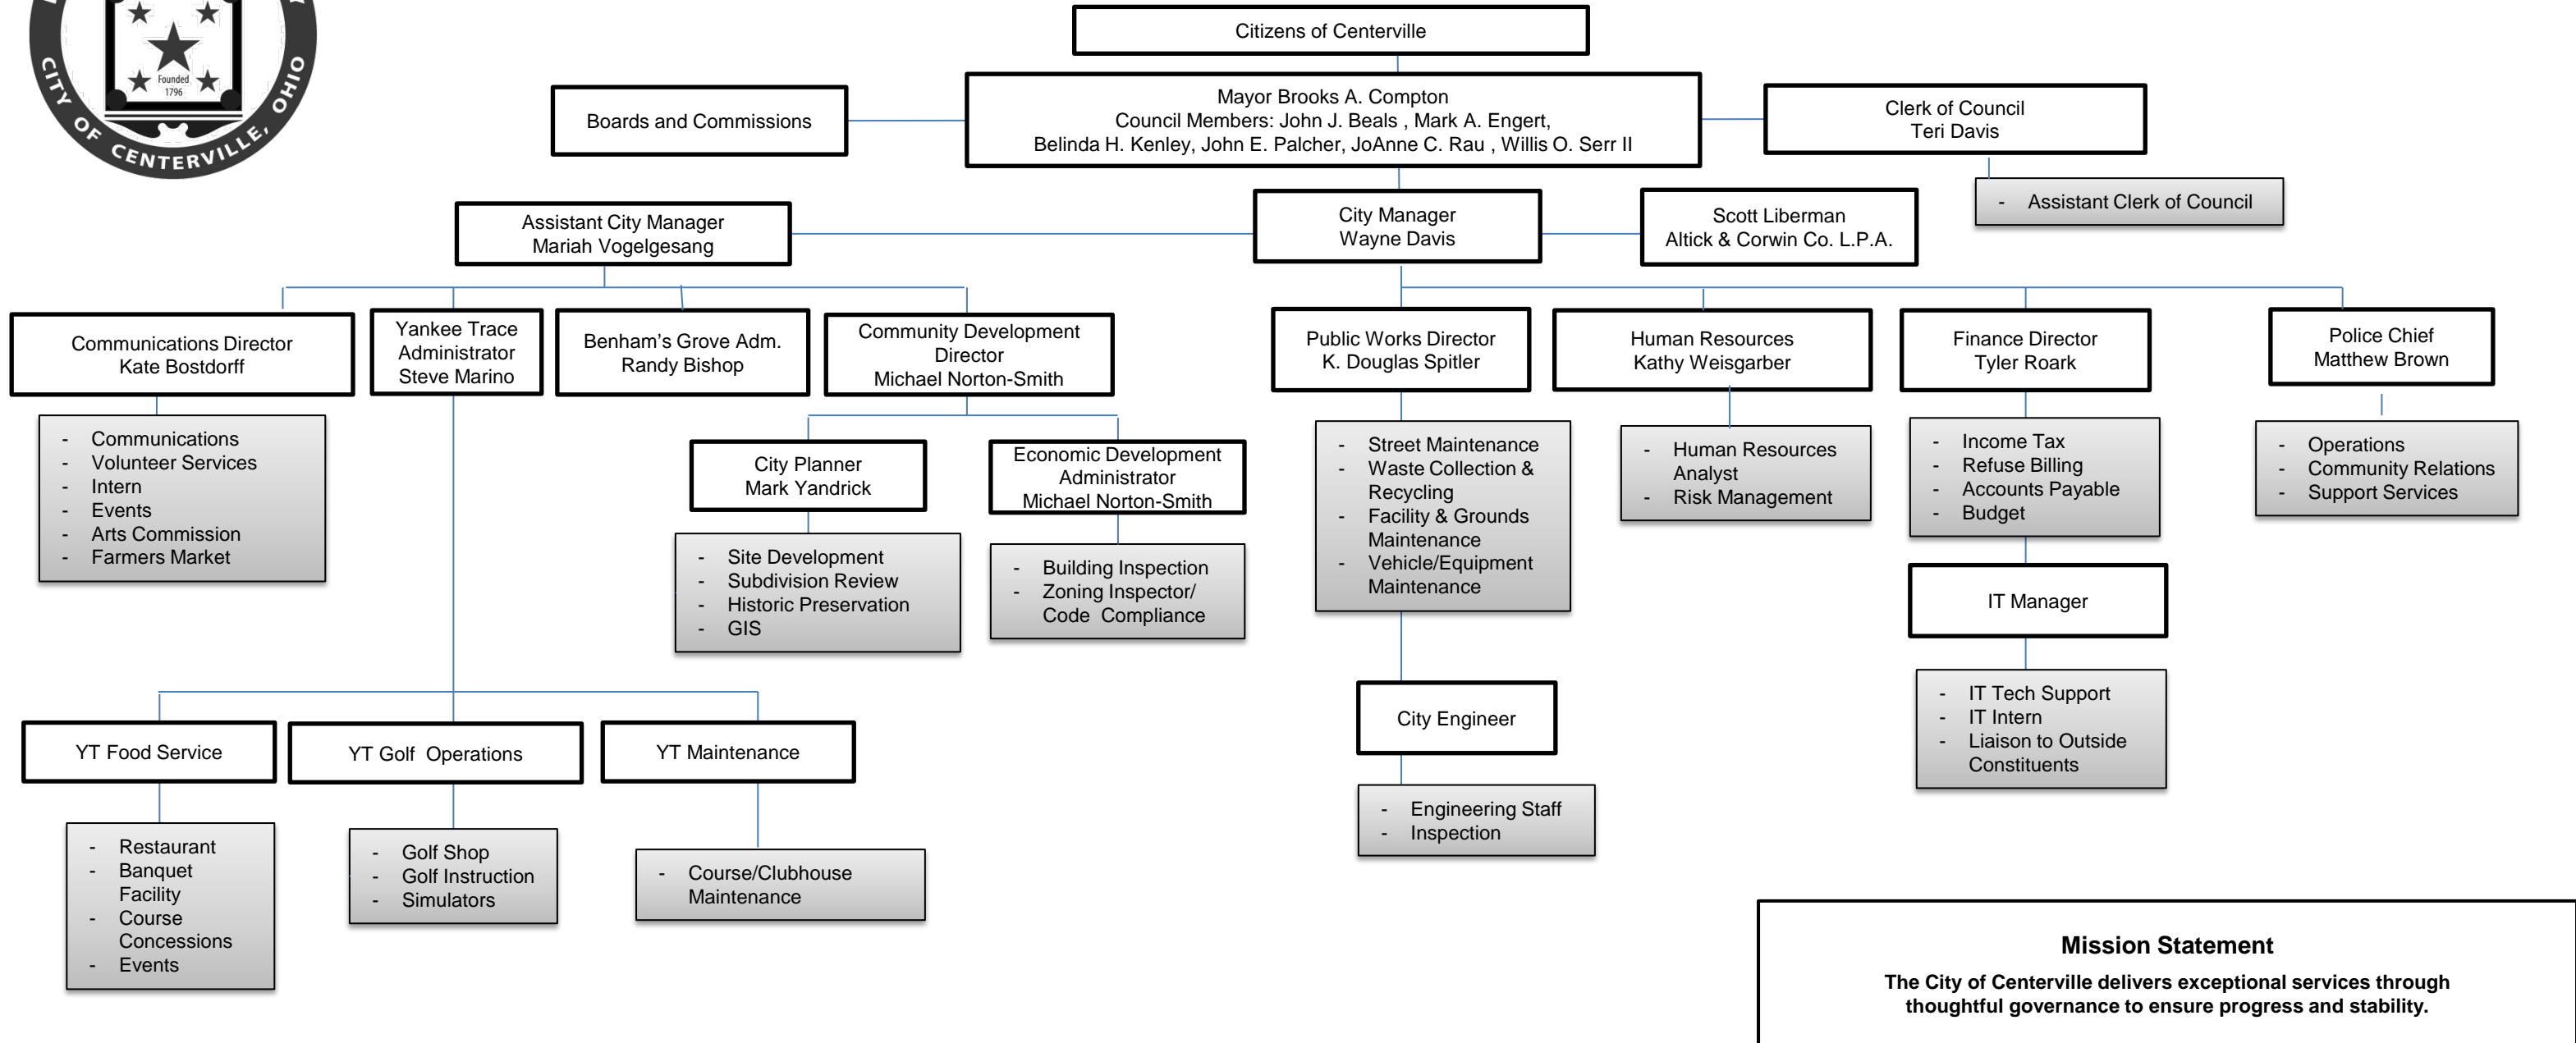 Founded
1796
CITY OF CENTERVILLE, OHIO
Citizens of Centerville
Boards and Commissions
Mayor Brooks A. Compton
Council Members: John J. Beals , Mark A. Engert,
Belinda H. Kenley, John E. Palcher, JoAnne C. Rau , Willis O. Serr II
Clerk of Council
Teri Davis
- Assistant Clerk of Council
Assistant City Manager
Mariah Vogelgesang
City Manager
Wayne Davis
Scott Liberman
Altick & Corwin Co. L.P.A.
Communications Director
Kate Bostdorff
Yankee Trace
Administrator
Steve Marino
Benham's Grove Adm.
Randy Bishop
Community Development
Director
Michael Norton-Smith
Public Works Director
K. Douglas Spitler
Human Resources
Kathy Weisgarber
Finance Director
Tyler Roark
Police Chief
Matthew Brown
- Communications
- Volunteer Services
- Intern
- Events
- Arts Commission
- Farmers Market
City Planner
Mark Yandrick
Economic Development
Administrator
Michael Norton-Smith
- Site Development
- Subdivision Review
- Historic Preservation
- GIS
- Building Inspection
- Zoning Inspector/
Code Compliance
- Street Maintenance
- Waste Collection &
Recycling
- Facility & Grounds
Maintenance
- Vehicle/Equipment
Maintenance
- Human Resources
Analyst
- Risk Management
- Income Tax
- Refuse Billing
- Accounts Payable
- Budget
- Operations
- Community Relations
- Support Services
IT Manager
- IT Tech Support
- IT Intern
- Liaison to Outside
Constituents
City Engineer
- Engineering Staff
- Inspection
YT Food Service
YT Golf Operations
YT Maintenance
- Restaurant
- Banquet
Facility
- Course
Concessions
- Events
- Golf Shop
- Golf Instruction
- Simulators
- Course/Clubhouse
Maintenance
Mission Statement
The City of Centerville delivers exceptional services through
thoughtful governance to ensure progress and stability.